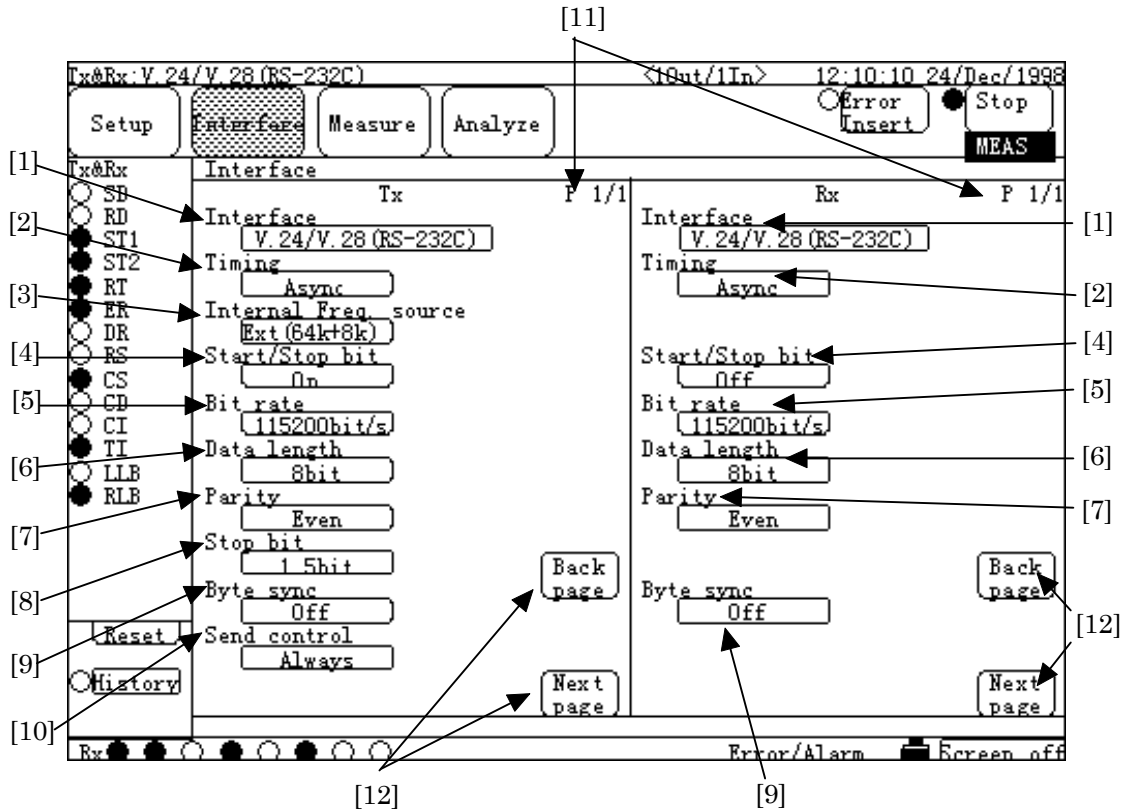 [11]
Tx&Rx:V.24/V.28(RS-232C) <1Out/1In> 12:10:10 24/Dec/1998
Setup Interface Measure Analyze Error Insert Stop
MEAS
Tx&Rx Interface
Tx P 1/1 Rx P 1/1
[1] SD Interface Interface [1]
RD V.24/V.28(RS-232C) V.24/V.28(RS-232C)
ST1
[2] ST2 Timing Timing [2]
RT Async Async
[3] ER Internal Freq. source
DR Ext(64k+8k)
[4] RS Start/Stop bit Start/Stop bit [4]
CS On Off
[5] CD Bit rate Bit rate [5]
CI 115200bit/s 115200bit/s
[6] TI Data length Data length [6]
LLB 8bit 8bit
[7] RLB Parity Parity [7]
Even Even
[8] Stop bit
1.5bit Back page Back page
[9] Byte sync Byte sync [12]
Off Off
Reset Send control
[10] Always
History Next page Next page
Rx Error/Alarm Screen off
[12] [9]